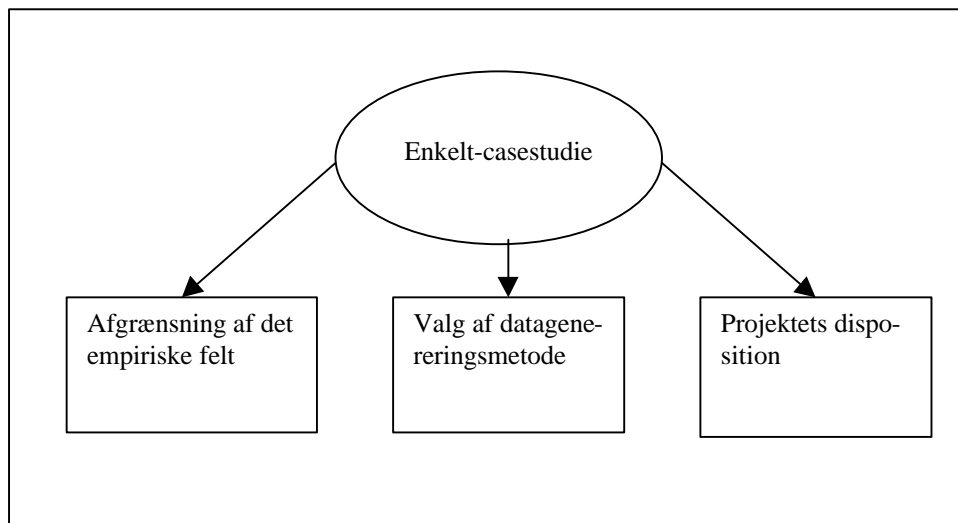 Enkelt-casestudie
Afgrænsning af det
empiriske felt
Valg af datagene-
reringsmetode
Projektets dispo-
sition